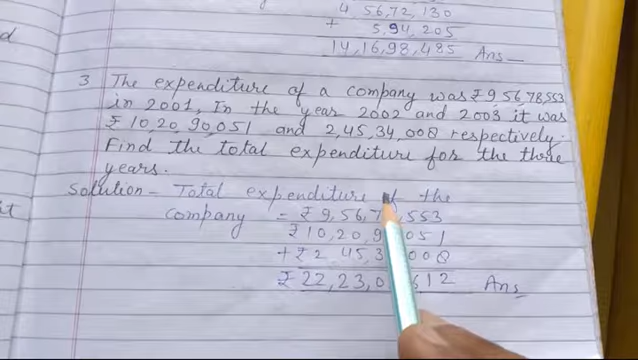 4,56,72,130
+ 5,94,205
14,16,98,485 Ans
3 The expenditure of a company was ₹9,56,78,553
in 2001, In the year 2002 and 2003 it was
₹10,20,90,051 and 2,45,34,008 respectively.
Find the total expenditure for the three
years.
Solution - Total expenditure of the
company = ₹9,56,7 ,553
₹10,20,9 051
+₹2 45,3 008
₹22,23,0 612 Ans